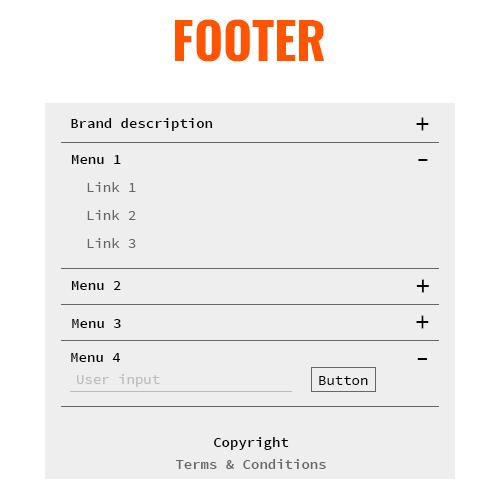 FOOTER
Brand description +
Menu 1 -
Link 1
Link 2
Link 3
Menu 2 +
Menu 3 +
Menu 4 -
User input Button
Copyright
Terms & Conditions